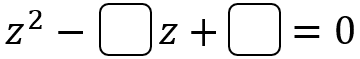 z² − □z + □ = 0